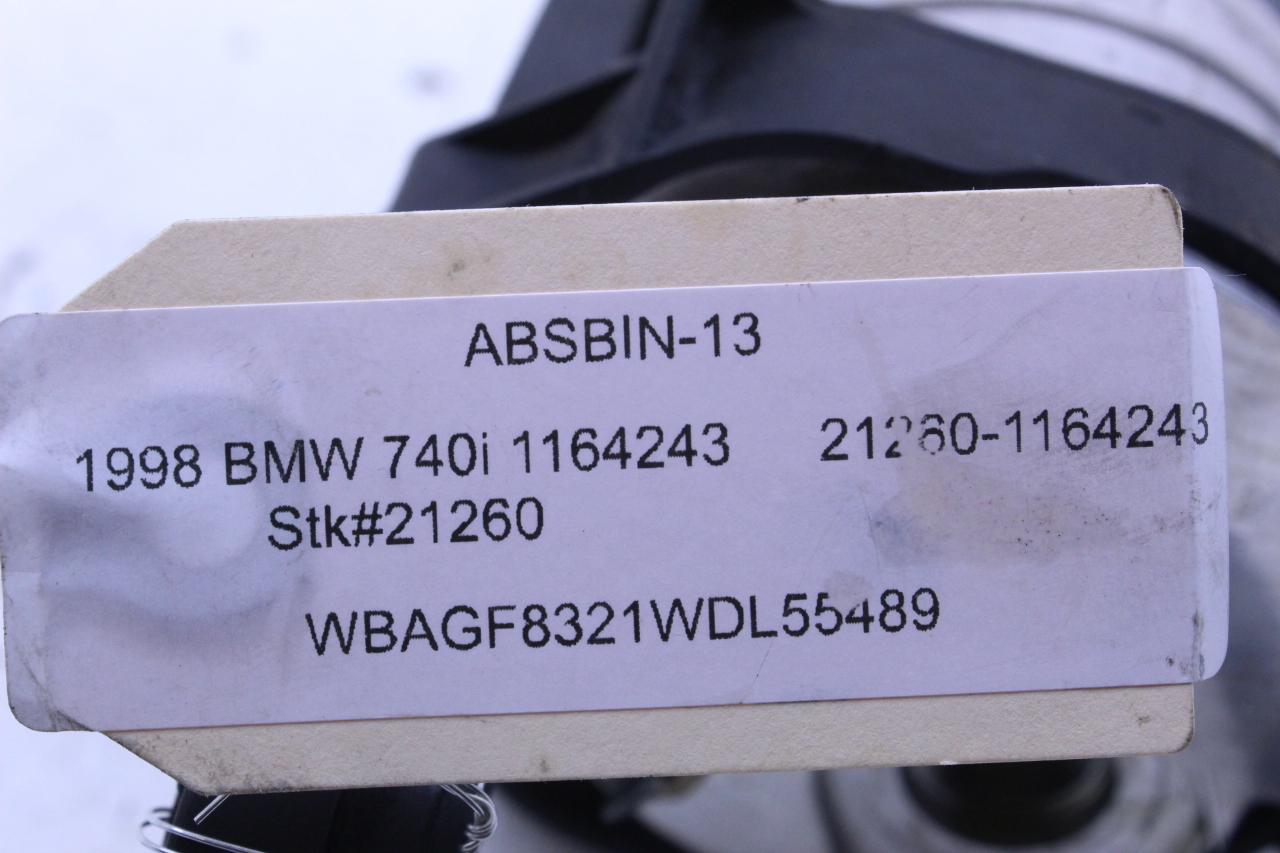 ABSBIN-13
1998 BMW 740i 1164243 21260-1164243
Stk#21260
WBAGF8321WDL55489